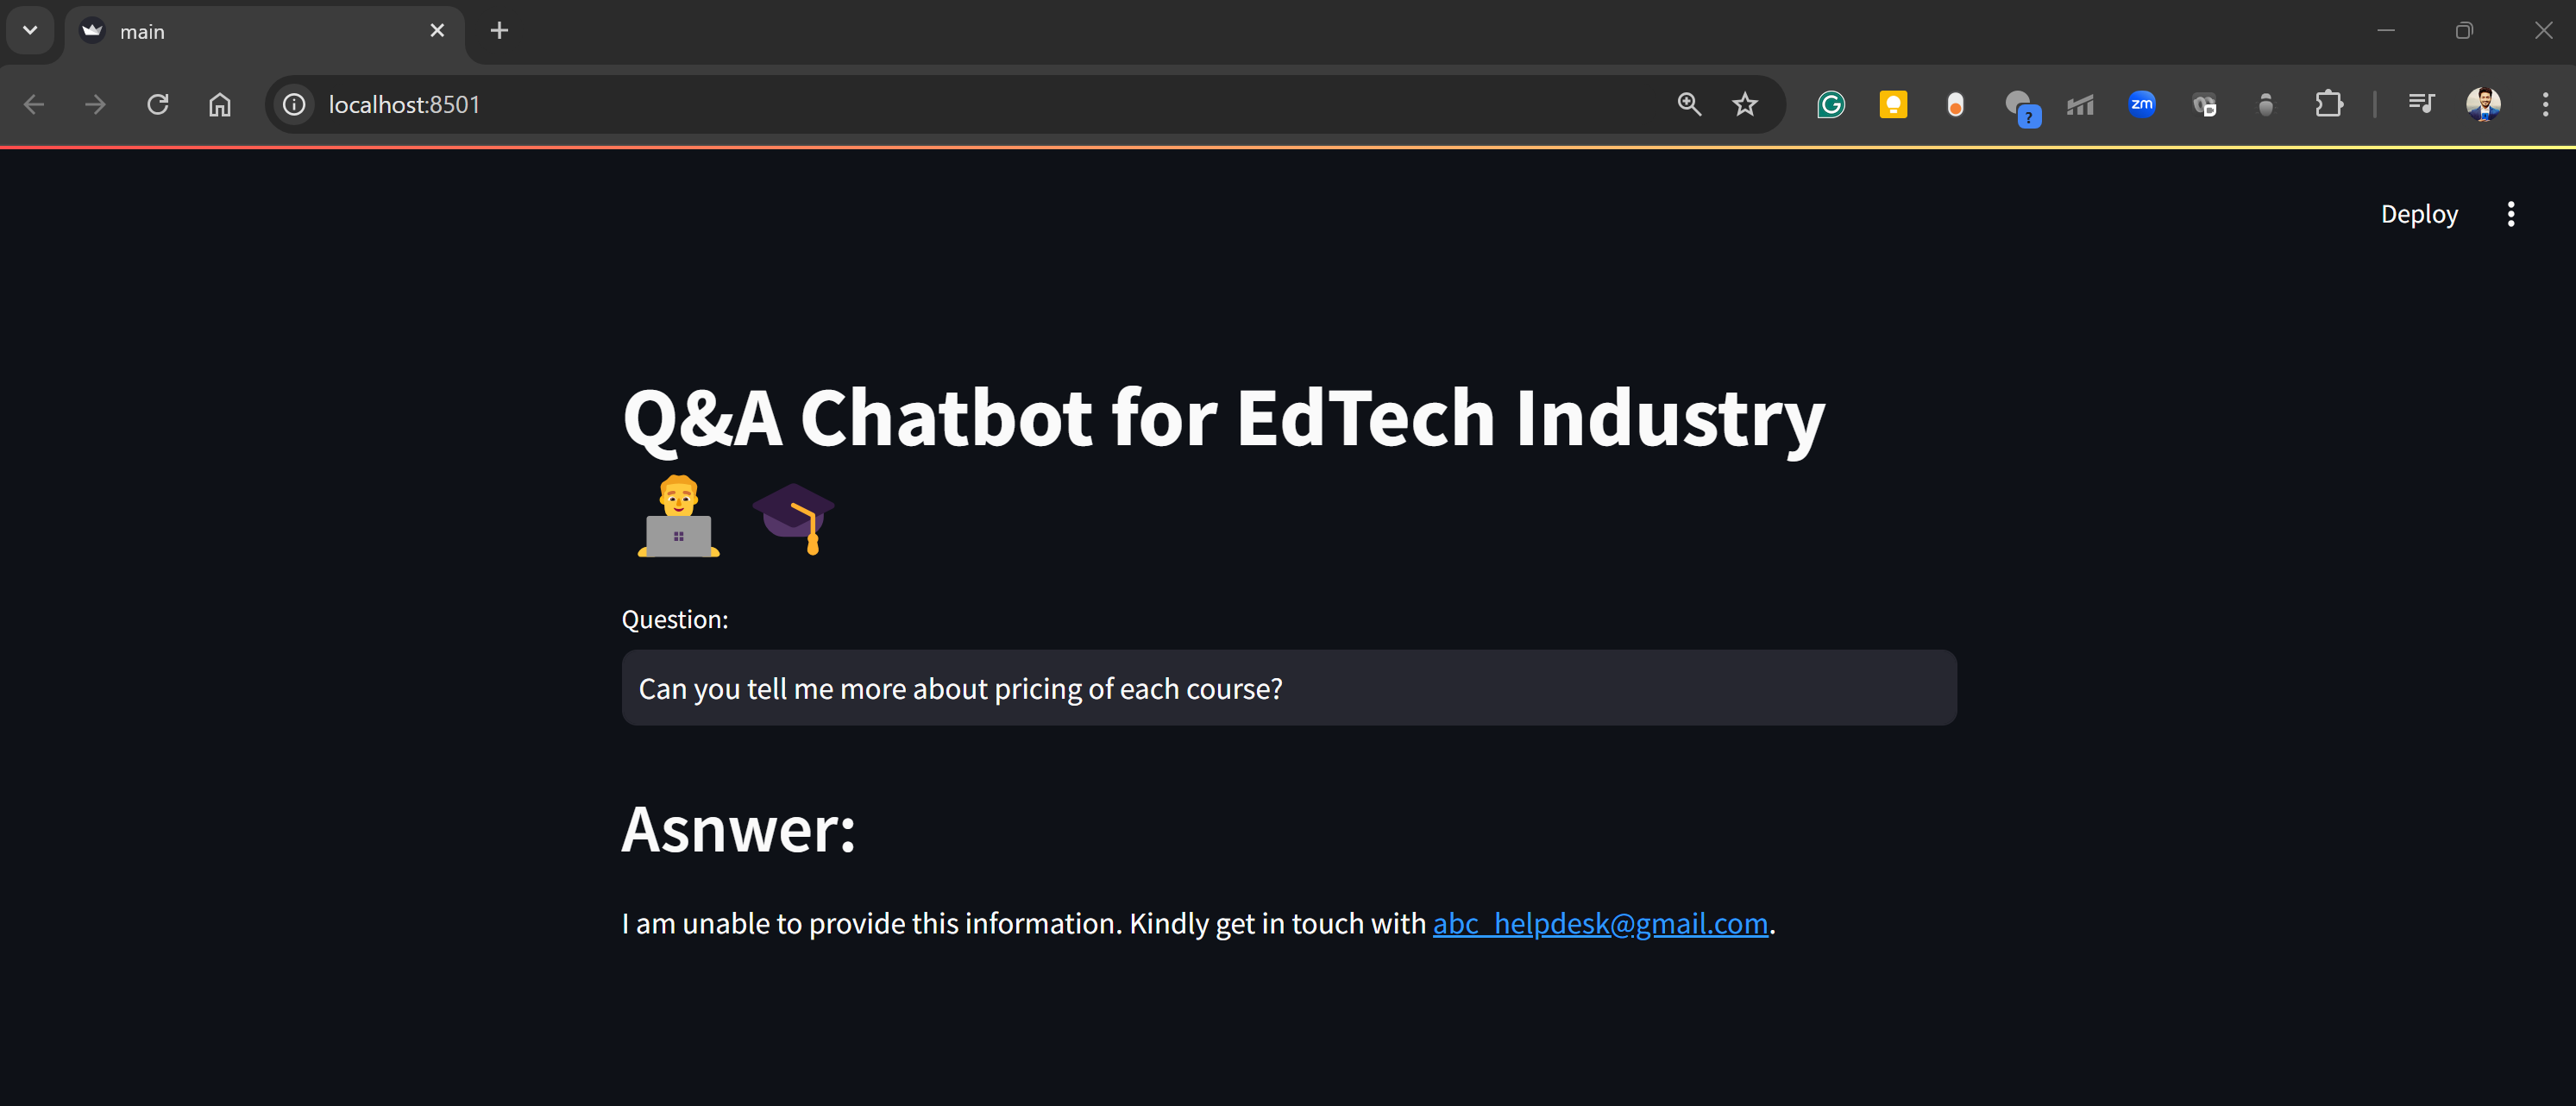 main
localhost:8501
zm
?
Deploy
Q&A Chatbot for EdTech Industry
Question:
Can you tell me more about pricing of each course?
Asnwer:
I am unable to provide this information. Kindly get in touch with abc_helpdesk@gmail.com.